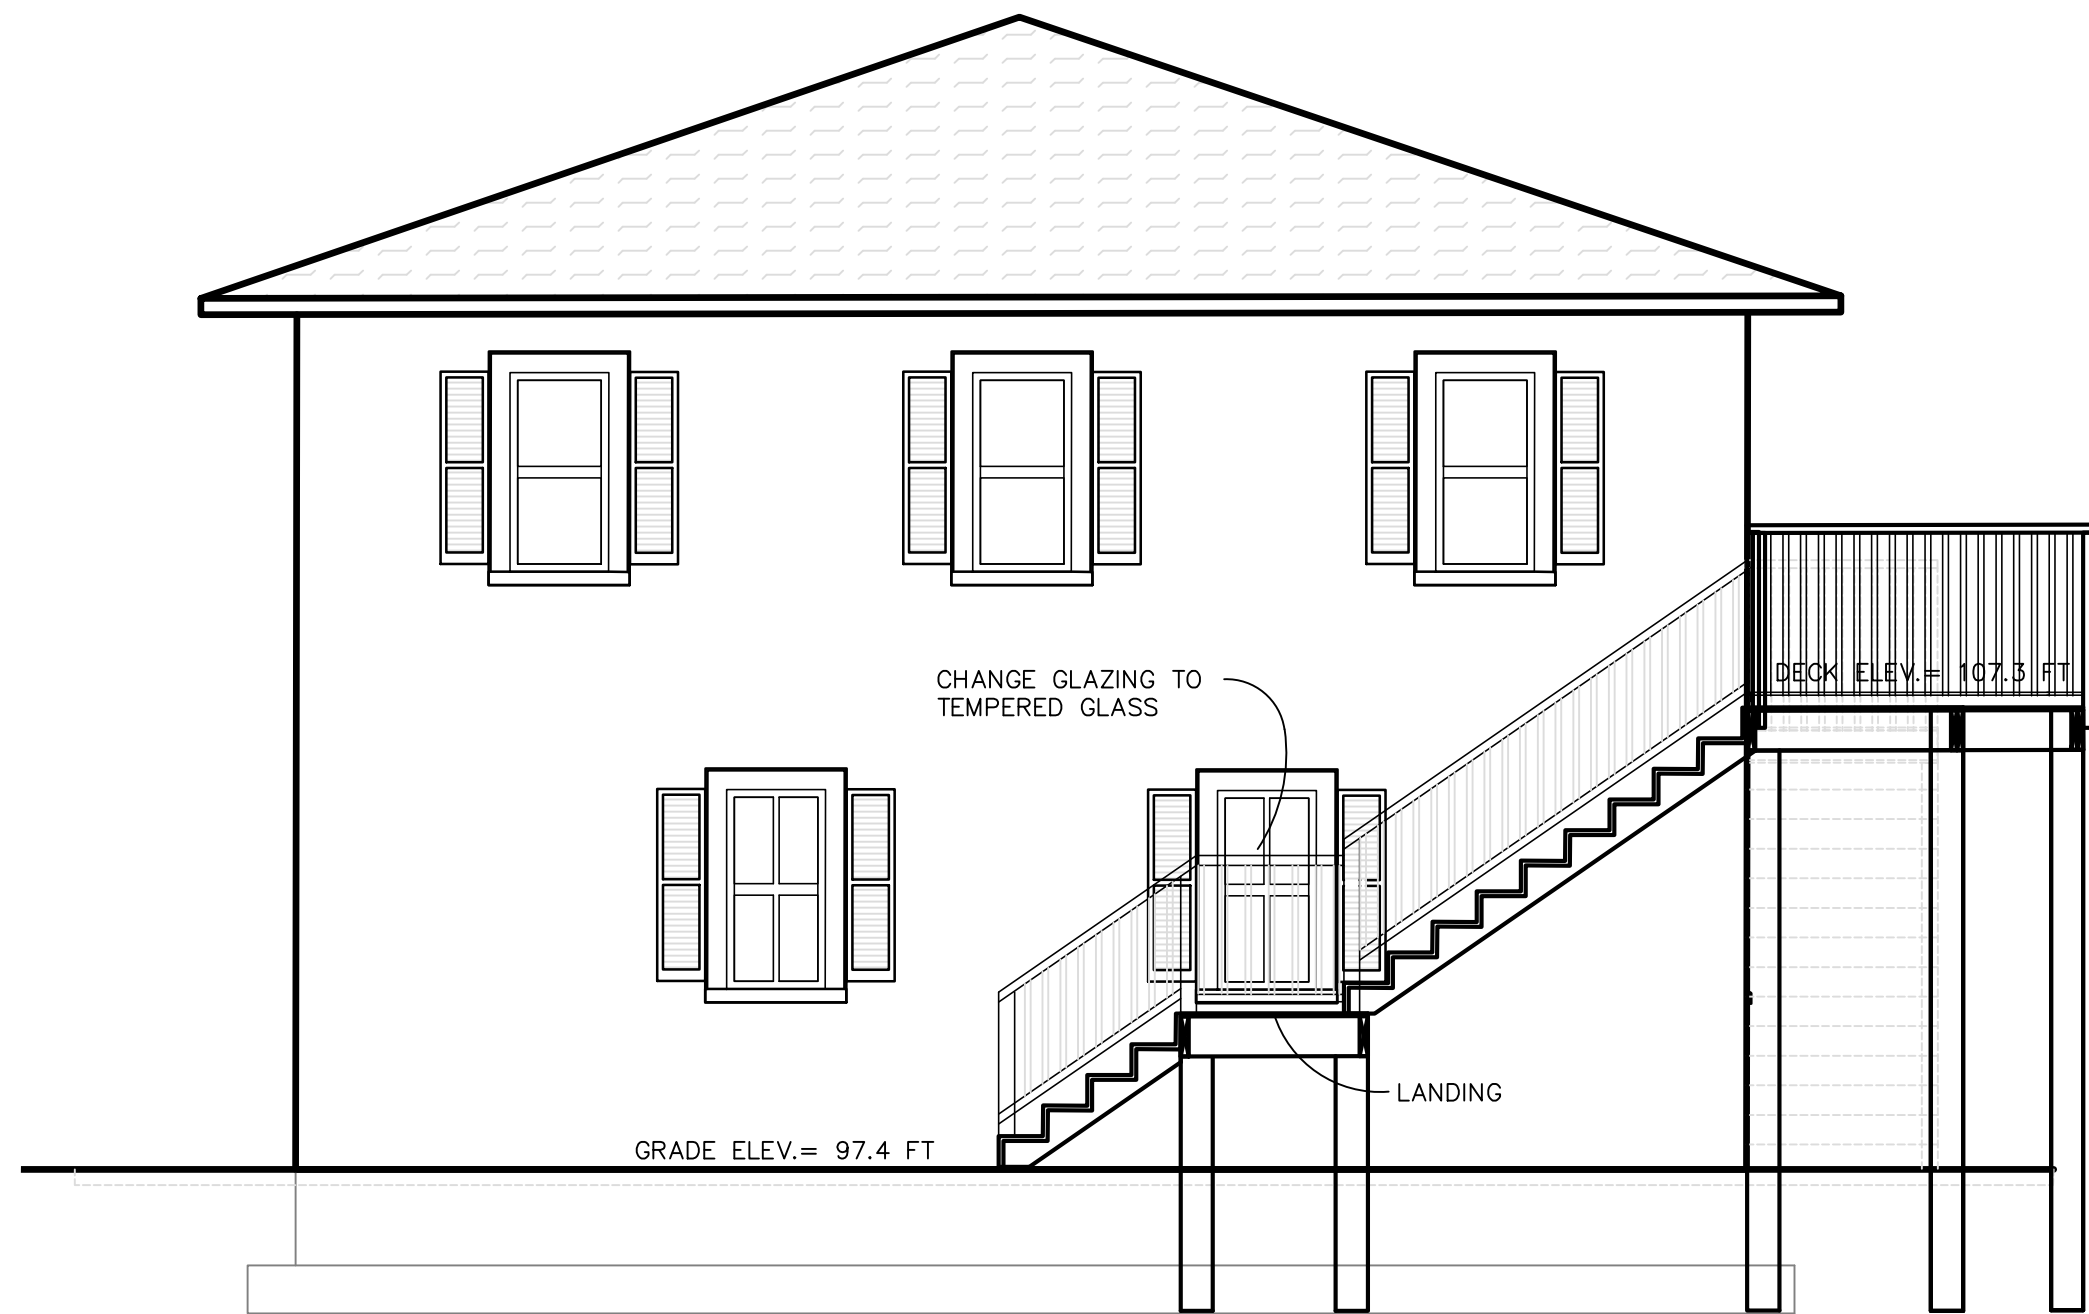 CHANGE GLAZING TO
TEMPERED GLASS
DECK ELEV.= 107.3 FT
LANDING
GRADE ELEV.= 97.4 FT